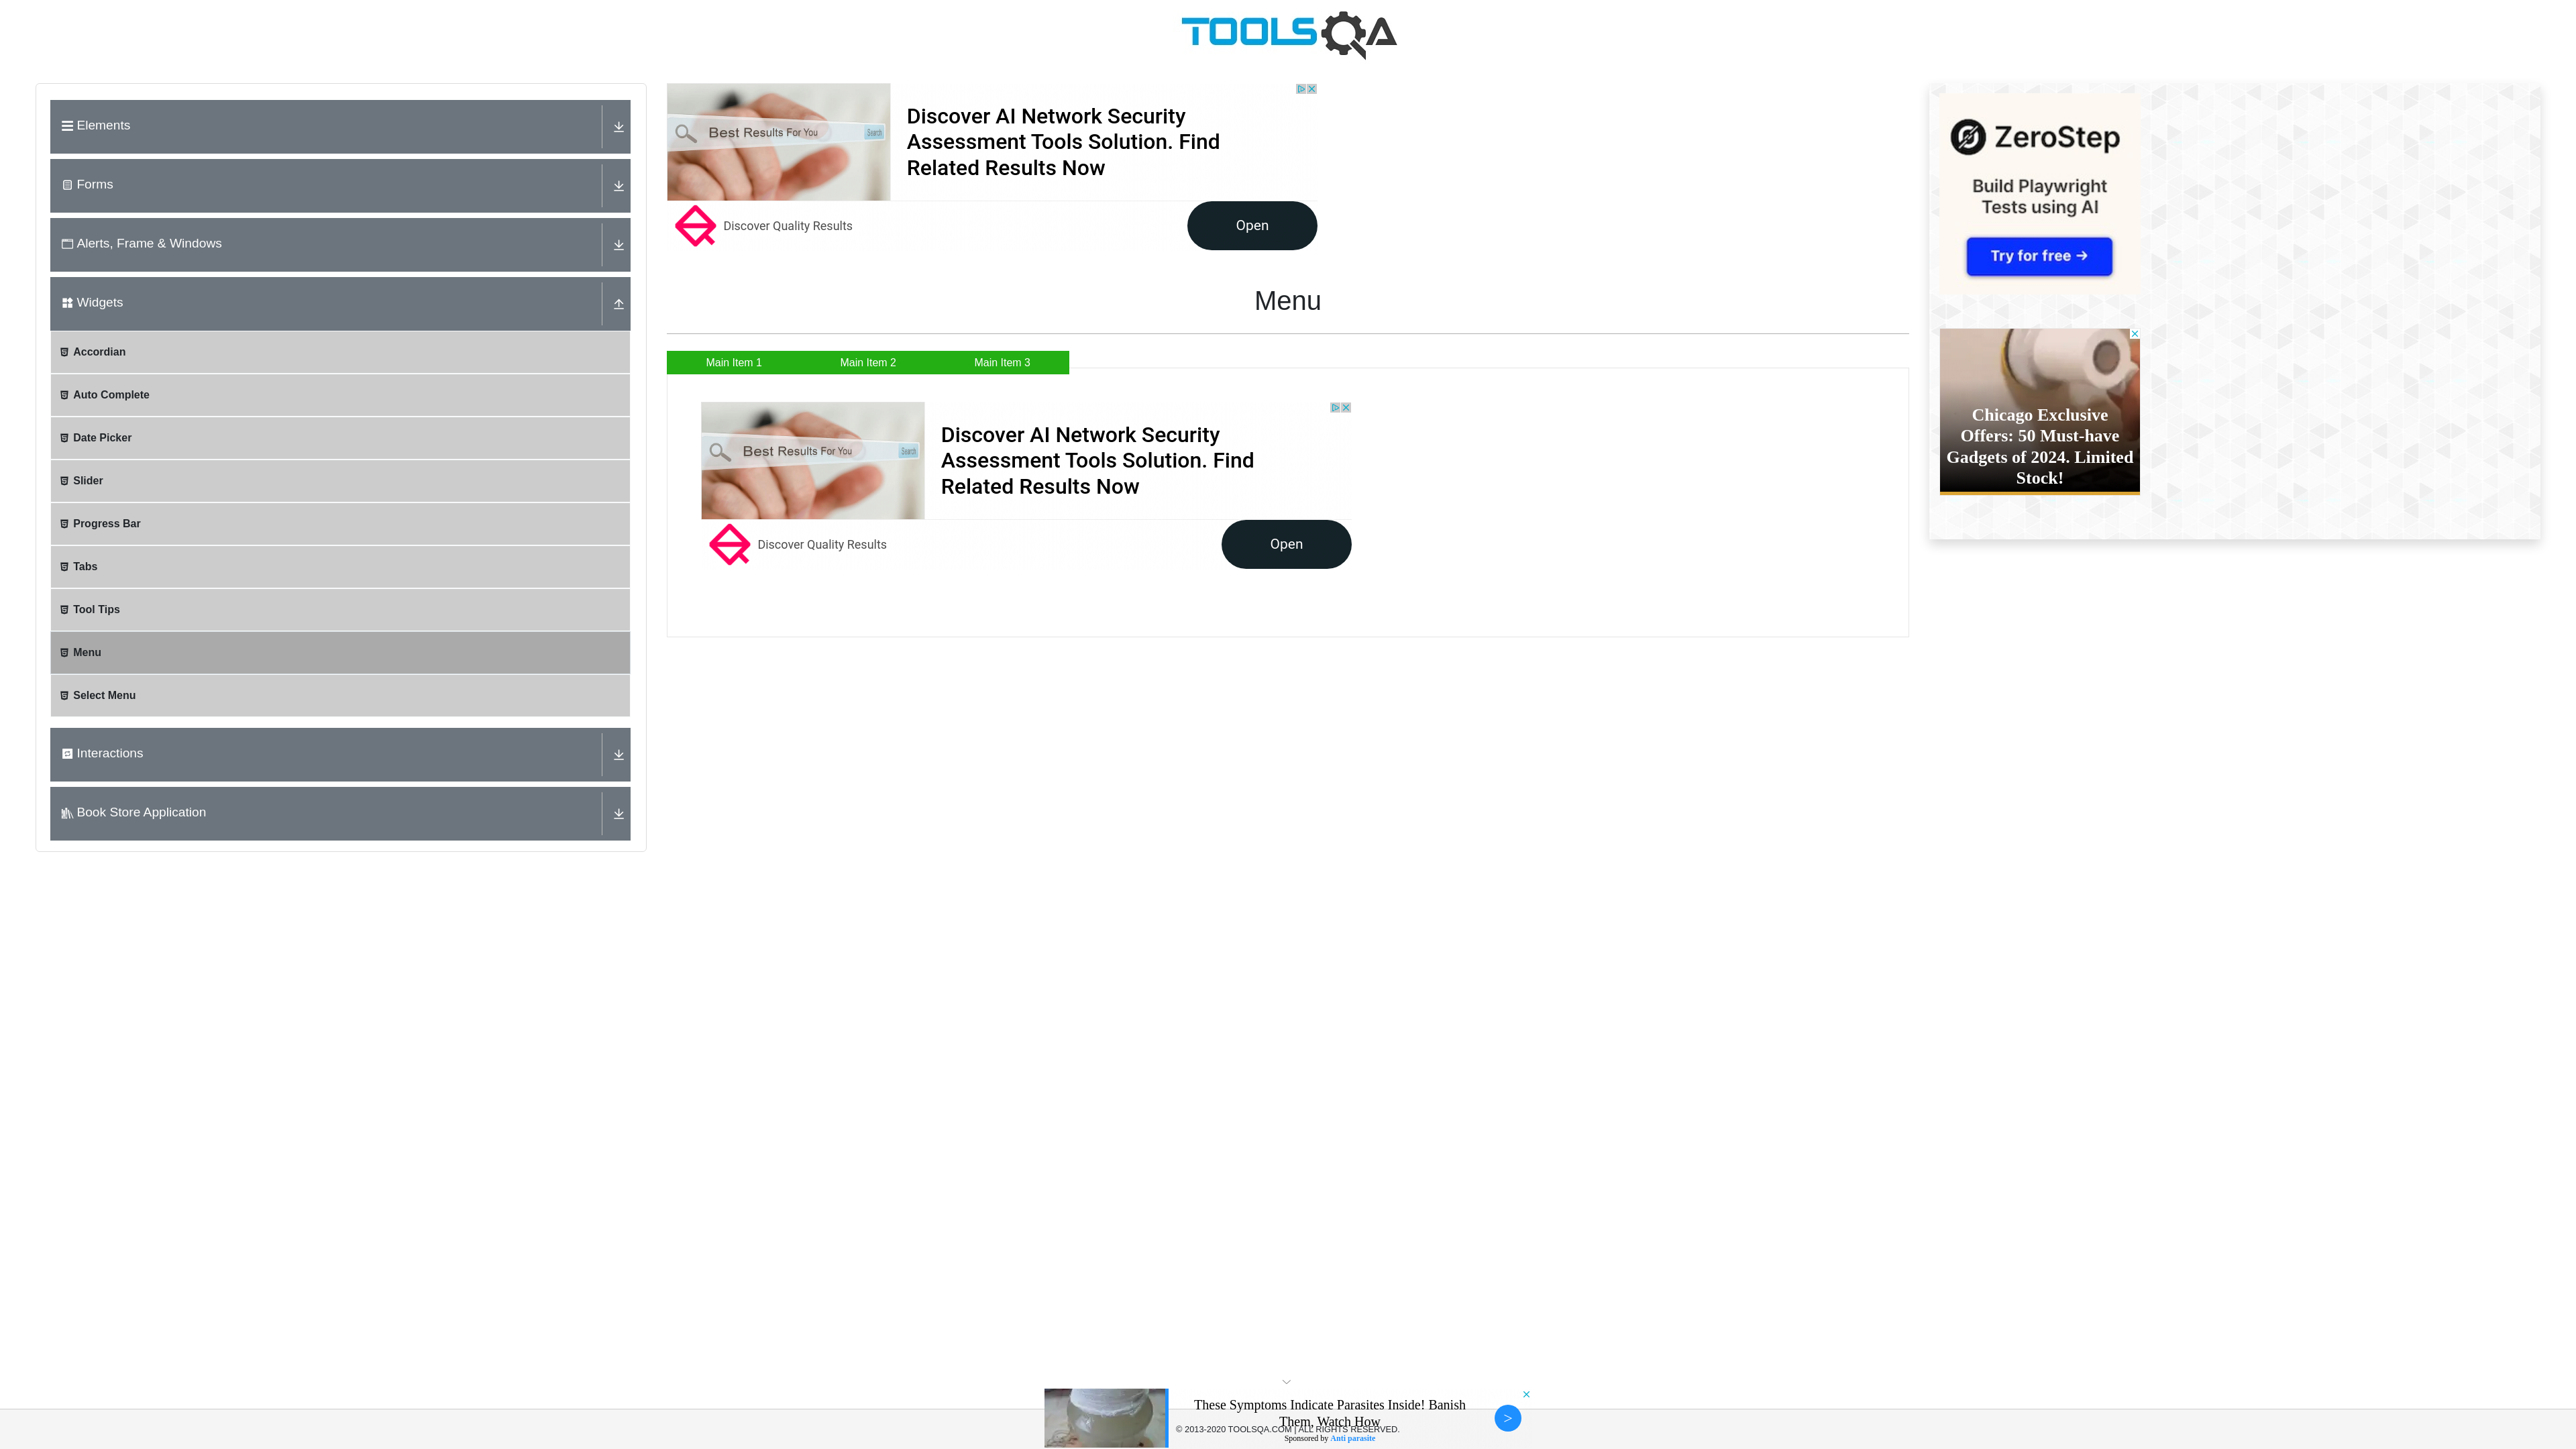 TOOLSQA
Elements
Forms
Alerts, Frame & Windows
Widgets
Accordian
Auto Complete
Date Picker
Slider
Progress Bar
Tabs
Tool Tips
Menu
Select Menu
Interactions
Book Store Application
Best Results For You
Search
Discover AI Network Security
Assessment Tools Solution. Find
Related Results Now
Discover Quality Results
Open
Menu
Main Item 1
Main Item 2
Main Item 3
Best Results For You
Search
Discover AI Network Security
Assessment Tools Solution. Find
Related Results Now
Discover Quality Results
Open
ZeroStep
Build Playwright
Tests using AI
Try for free →
Chicago Exclusive
Offers: 50 Must-have
Gadgets of 2024. Limited
Stock!
These Symptoms Indicate Parasites Inside! Banish
Them, Watch How
© 2013-2020 TOOLSQA.COM | ALL RIGHTS RESERVED.
Sponsored by Anti parasite
>